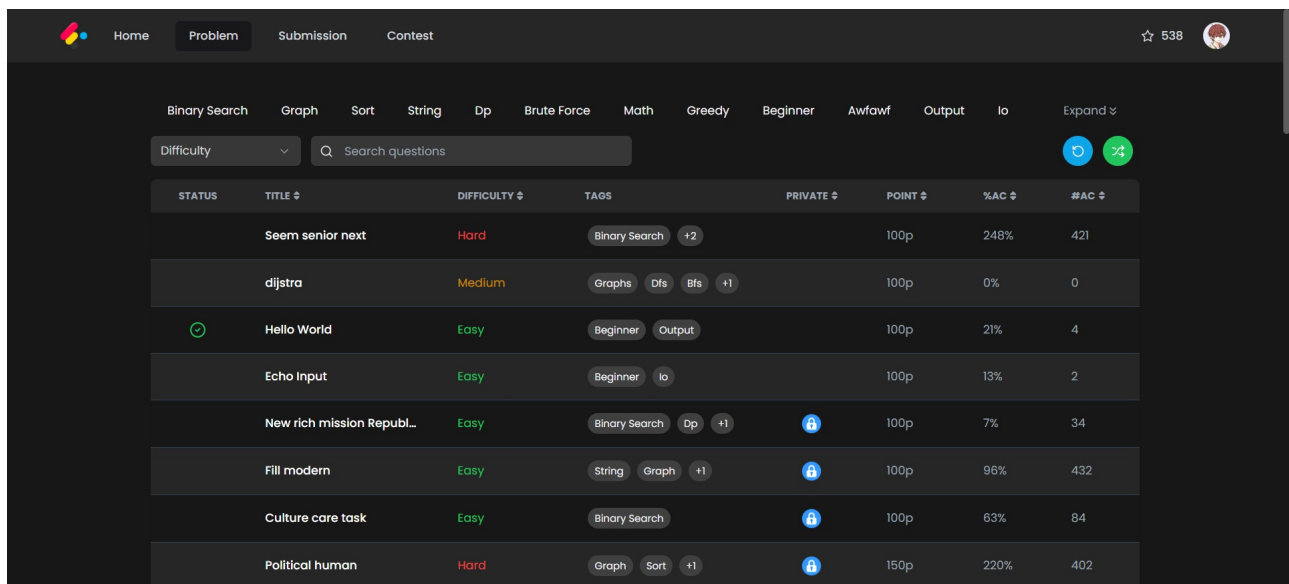 Home Problem Submission Contest 538
Binary Search Graph Sort String Dp Brute Force Math Greedy Beginner Awfawf Output Io Expand
Difficulty Search questions
STATUS TITLE DIFFICULTY TAGS PRIVATE POINT %AC #AC
Seem senior next Hard Binary Search +2 100p 248% 421
dijstra Medium Graphs Dfs Bfs +1 100p 0% 0
Hello World Easy Beginner Output 100p 21% 4
Echo Input Easy Beginner Io 100p 13% 2
New rich mission Republ... Easy Binary Search Dp +1 100p 7% 34
Fill modern Easy String Graph +1 100p 96% 432
Culture care task Easy Binary Search 100p 63% 84
Political human Hard Graph Sort +1 150p 220% 402